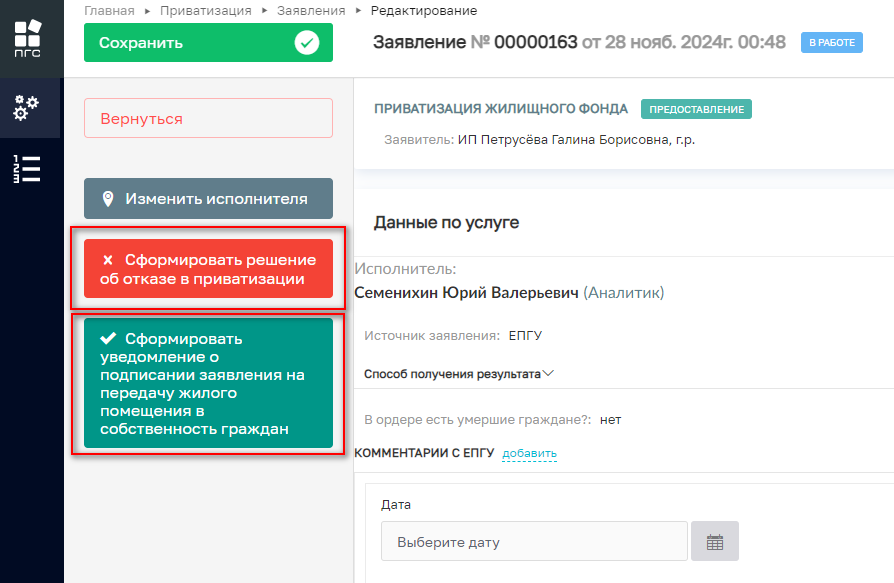 Главная ▸ Приватизация ▸ Заявления ▸ Редактирование
Сохранить
Заявление № 00000163 от 28 нояб. 2024г. 00:48
В РАБОТЕ
ПГС
Вернуться
ПРИВАТИЗАЦИЯ ЖИЛИЩНОГО ФОНДА
ПРЕДОСТАВЛЕНИЕ
Заявитель: ИП Петрусёва Галина Борисовна, г.р.
1
2
3
Изменить исполнителя
Сформировать решение
об отказе в приватизации
Сформировать
уведомление о
подписании заявления на
передачу жилого
помещения в
собственность граждан
Данные по услуге
Исполнитель:
Семенихин Юрий Валерьевич (Аналитик)
Источник заявления: ЕПГУ
Способ получения результата
В ордере есть умершие граждане?: нет
КОММЕНТАРИИ С ЕПГУ добавить
Дата
Выберите дату